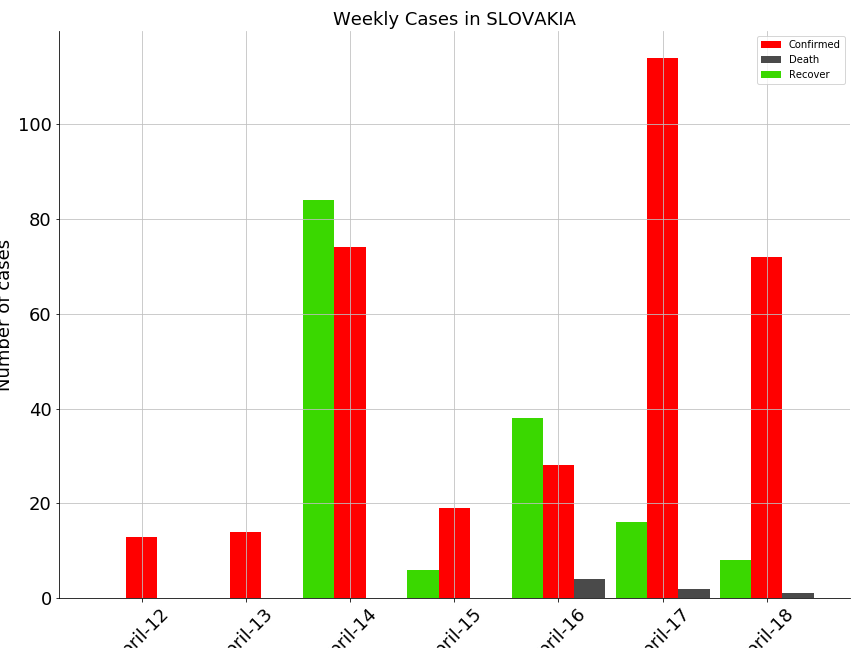 Weekly Cases in SLOVAKIA
Confirmed
Death
Recover
Number of cases
100
80
60
40
20
0
pril-12
pril-13
pril-14
pril-15
pril-16
pril-17
pril-18